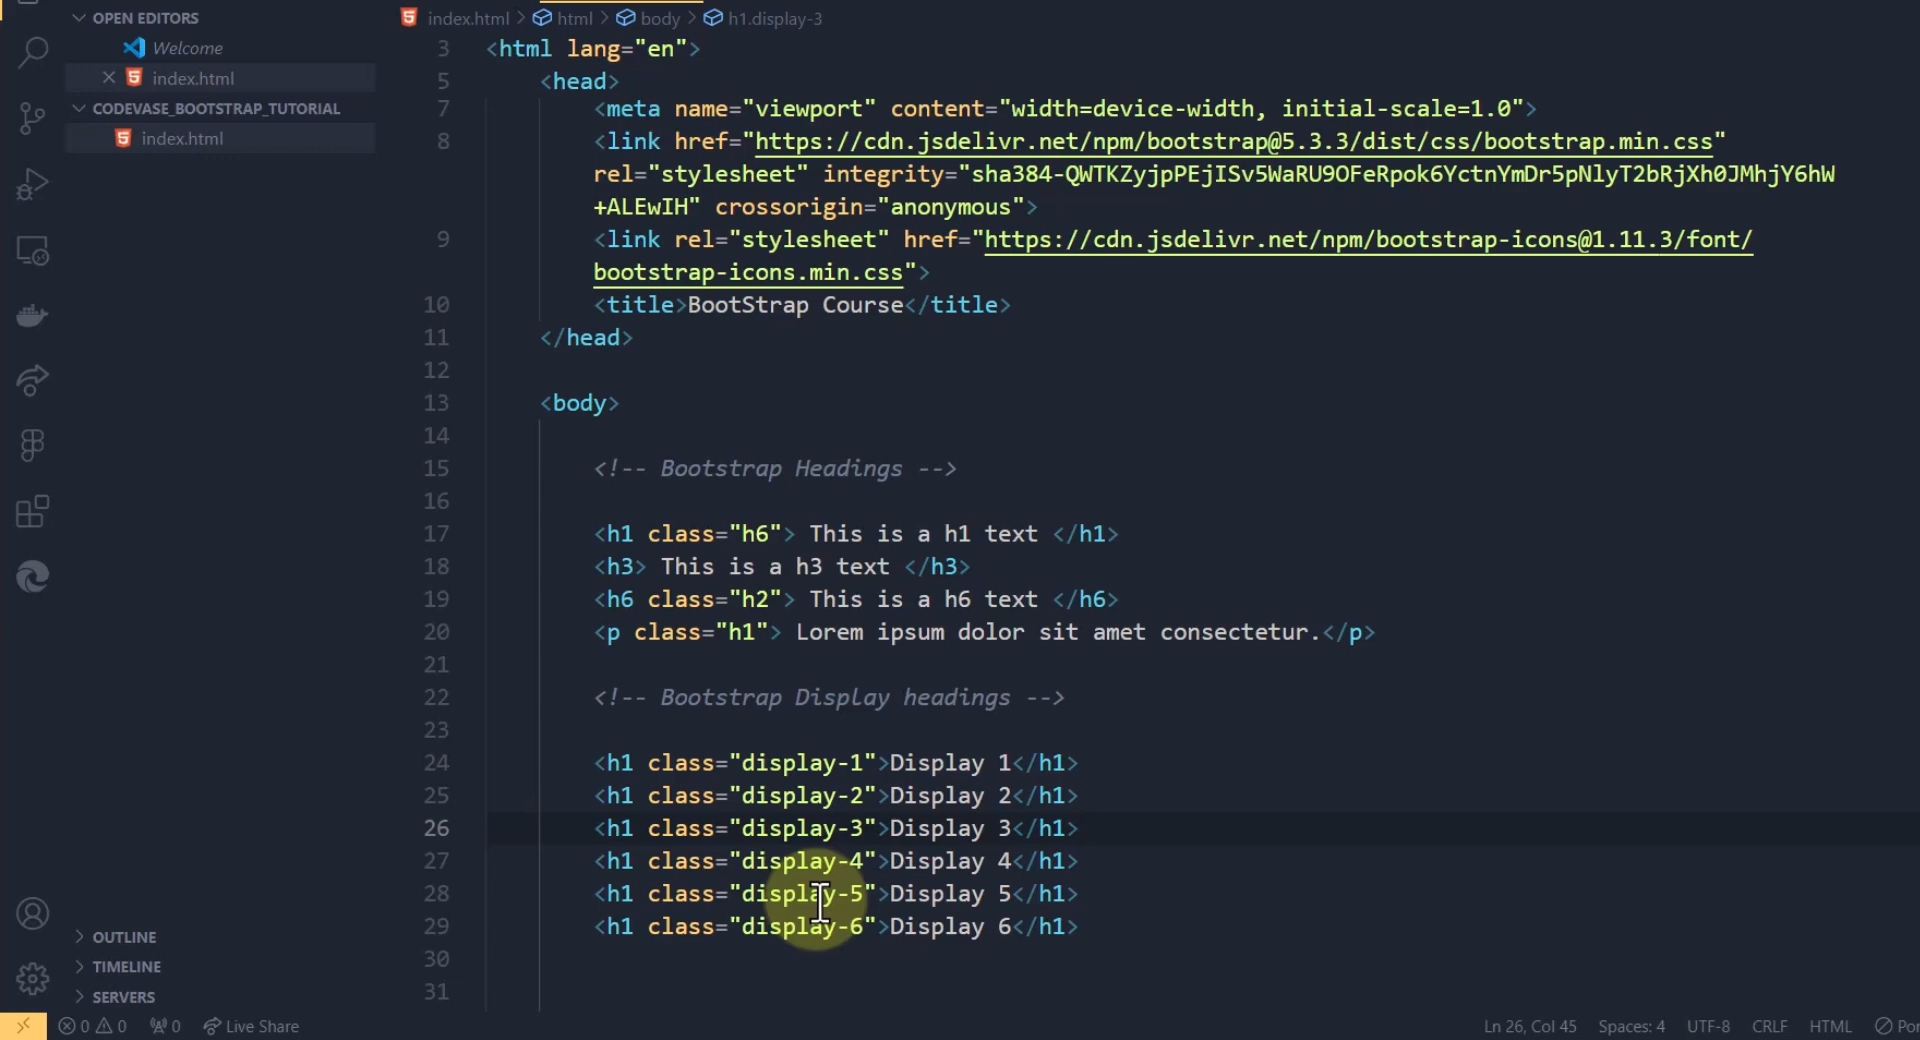 OPEN EDITORS
Welcome
index.html
CODEVASE_BOOTSTRAP_TUTORIAL
index.html
OUTLINE
TIMELINE
SERVERS
index.html > html > body > h1.display-3
3 <html lang="en">
5 <head>
7 <meta name="viewport" content="width=device-width, initial-scale=1.0">
8 <link href="https://cdn.jsdelivr.net/npm/bootstrap@5.3.3/dist/css/bootstrap.min.css"
rel="stylesheet" integrity="sha384-QWTKZyjpPEjISv5WaRU9OFeRpok6YctnYmDr5pNlyT2bRjXh0JMhjY6hW
+ALEwIH" crossorigin="anonymous">
9 <link rel="stylesheet" href="https://cdn.jsdelivr.net/npm/bootstrap-icons@1.11.3/font/
bootstrap-icons.min.css">
10 <title>BootStrap Course</title>
11 </head>
12
13 <body>
14
15 <!-- Bootstrap Headings -->
16
17 <h1 class="h6"> This is a h1 text </h1>
18 <h3> This is a h3 text </h3>
19 <h6 class="h2"> This is a h6 text </h6>
20 <p class="h1"> Lorem ipsum dolor sit amet consectetur.</p>
21
22 <!-- Bootstrap Display headings -->
23
24 <h1 class="display-1">Display 1</h1>
25 <h1 class="display-2">Display 2</h1>
26 <h1 class="display-3">Display 3</h1>
27 <h1 class="display-4">Display 4</h1>
28 <h1 class="display-5">Display 5</h1>
29 <h1 class="display-6">Display 6</h1>
30
31
0 0 0 Live Share Ln 26, Col 45 Spaces: 4 UTF-8 CRLF HTML